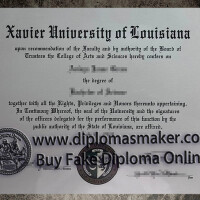 Xavier University of Louisiana
upon recommendation of the Faculty and by authority of the Board of
Trustees the College of Arts and Sciences hereby confers on
the degree of
Bachelor of Science
together with all the Rights, Privileges and Honors thereunto appertaining.
In Testimony Whereof, the seal of the University and the signatures
of the officers delegated for the performance of this function by the
public authority of the State of Louisiana, are affixed.
www.diplomasmaker.com
Buy Fake Diploma Online